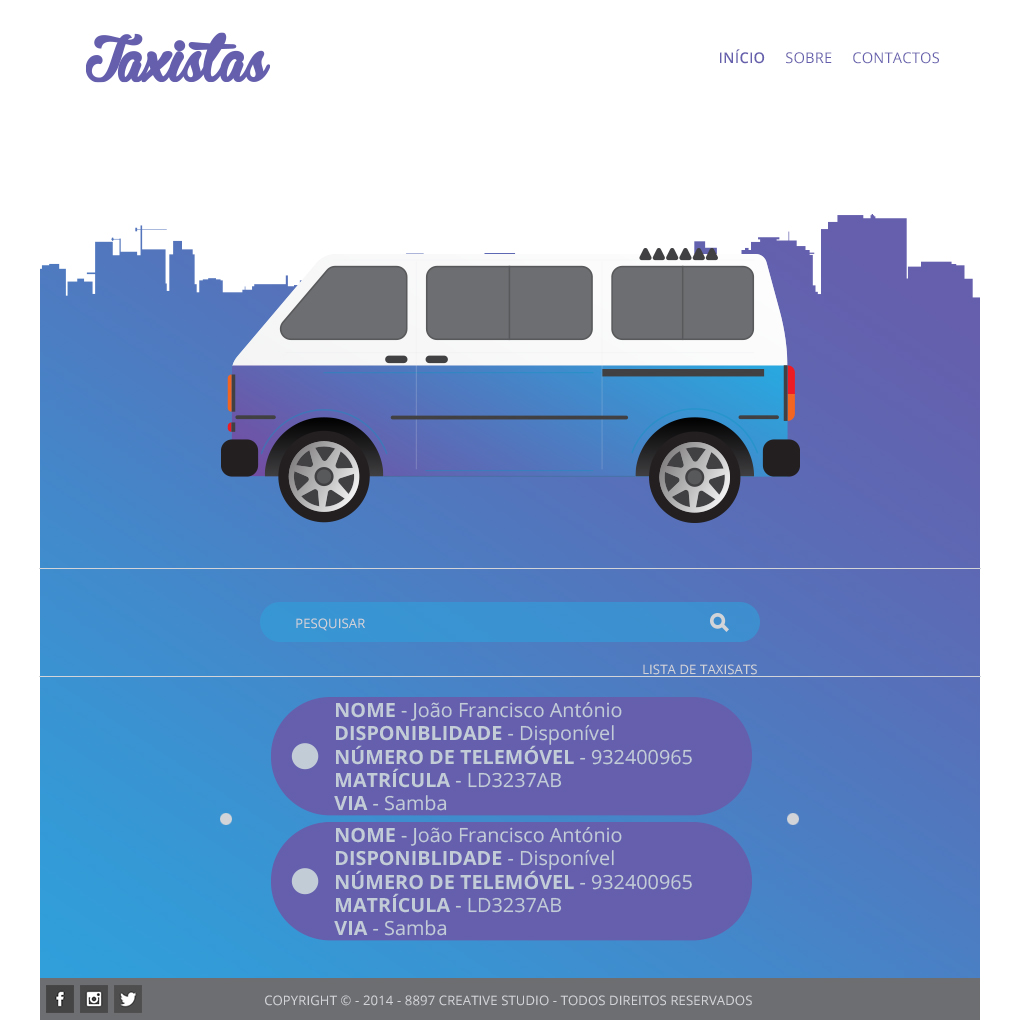 Taxistas
INÍCIO SOBRE CONTACTOS
PESQUISAR
LISTA DE TAXISATS
NOME - João Francisco António
DISPONIBLIDADE - Disponível
NÚMERO DE TELEMÓVEL - 932400965
MATRÍCULA - LD3237AB
VIA - Samba
NOME - João Francisco António
DISPONIBLIDADE - Disponível
NÚMERO DE TELEMÓVEL - 932400965
MATRÍCULA - LD3237AB
VIA - Samba
COPYRIGHT © - 2014 - 8897 CREATIVE STUDIO - TODOS DIREITOS RESERVADOS